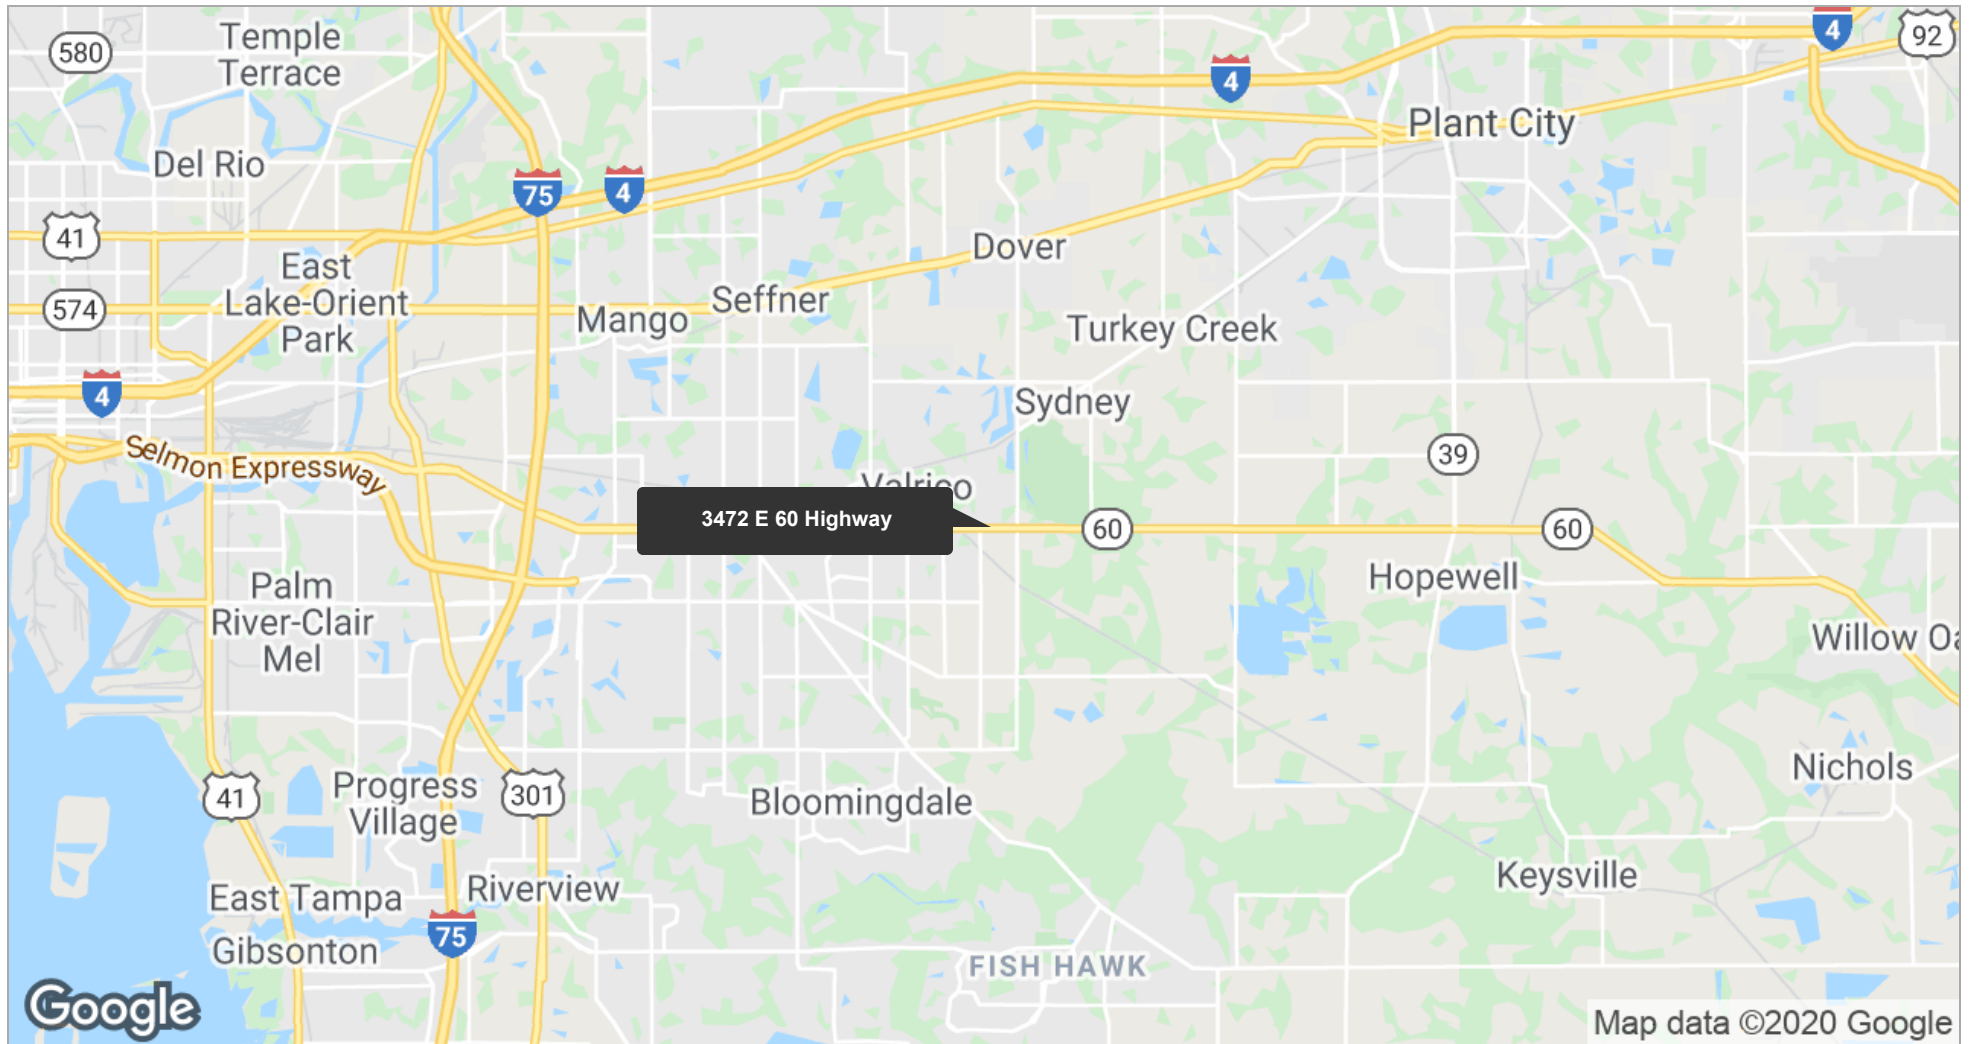 Temple
Terrace
580
4
92
4
Plant City
Del Rio
75
4
41
Dover
East
Lake-Orient
Park
574
Seffner
Mango
Turkey Creek
4
Sydney
Selmon Expressway
39
Valrico
3472 E 60 Highway
60
60
Hopewell
Palm
River-Clair
Mel
Willow Oa
Nichols
Progress
Village
41
301
Bloomingdale
Keysville
East Tampa
Riverview
75
Gibsonton
FISH HAWK
Google
Map data ©2020 Google